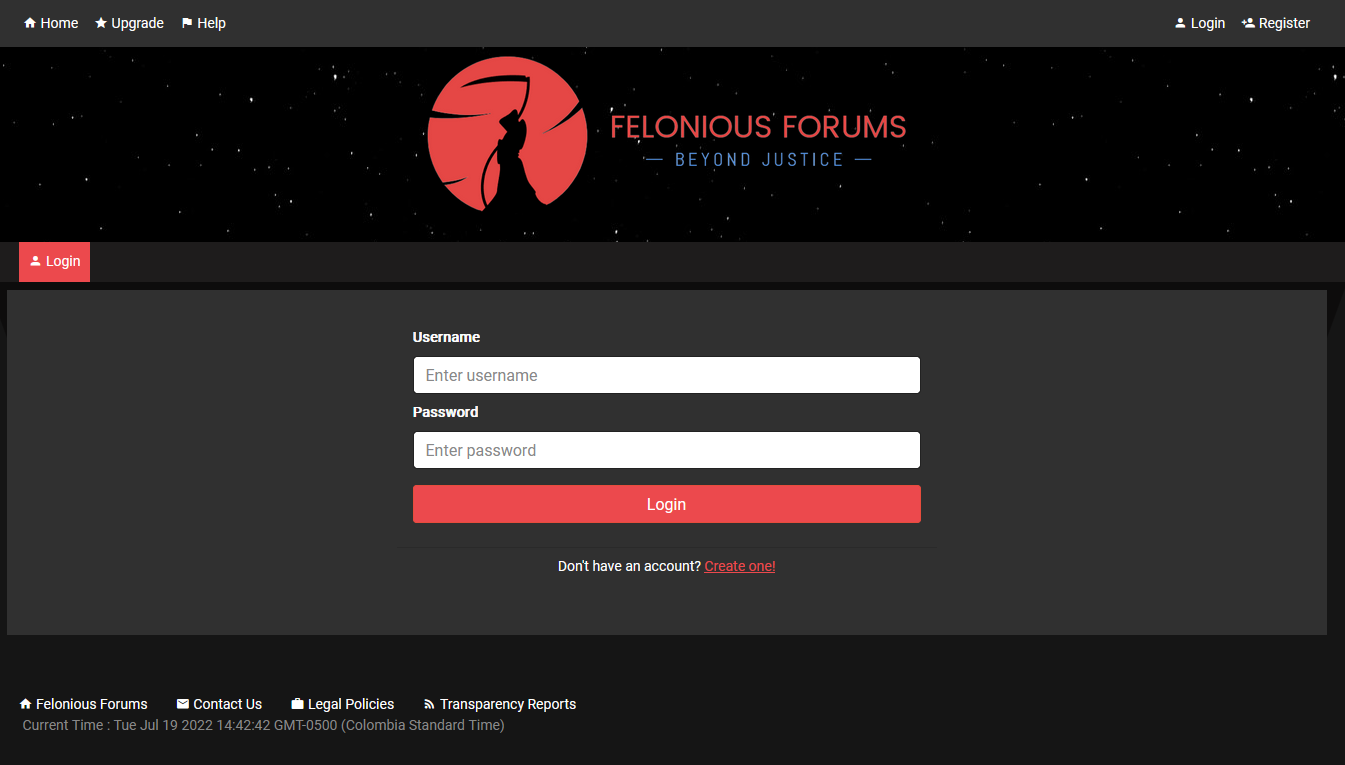 Home Upgrade Help Login Register
FELONIOUS FORUMS
BEYOND JUSTICE
Login
Username
Enter username
Password
Enter password
Login
Don't have an account? Create one!
Felonious Forums Contact Us Legal Policies Transparency Reports
Current Time : Tue Jul 19 2022 14:42:42 GMT-0500 (Colombia Standard Time)